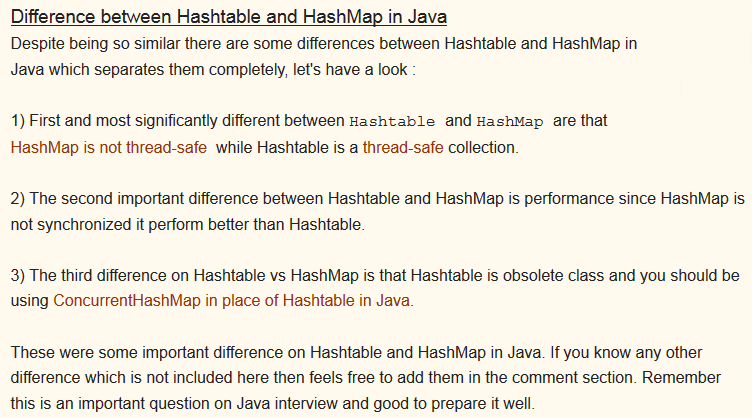 Difference between Hashtable and HashMap in Java
Despite being so similar there are some differences between Hashtable and HashMap in
Java which separates them completely, let's have a look :
1) First and most significantly different between Hashtable and HashMap are that
HashMap is not thread-safe while Hashtable is a thread-safe collection.
2) The second important difference between Hashtable and HashMap is performance since HashMap is
not synchronized it perform better than Hashtable.
3) The third difference on Hashtable vs HashMap is that Hashtable is obsolete class and you should be
using ConcurrentHashMap in place of Hashtable in Java.
These were some important difference on Hashtable and HashMap in Java. If you know any other
difference which is not included here then feels free to add them in the comment section. Remember
this is an important question on Java interview and good to prepare it well.